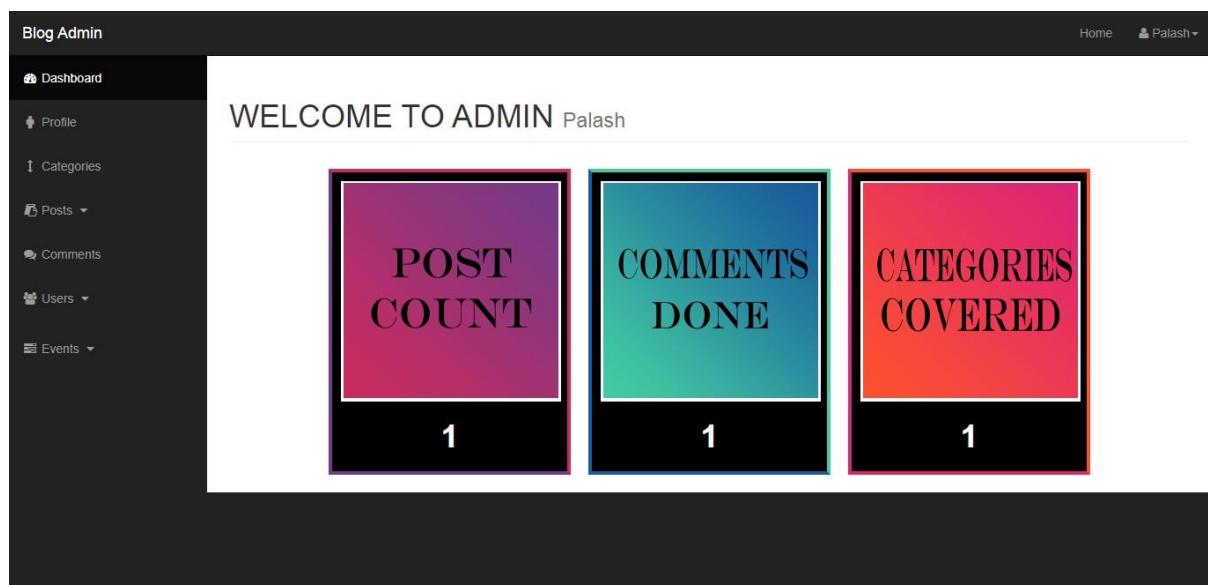 Blog Admin
Home Palash
Dashboard
Profile
Categories
Posts
Comments
Users
Events
WELCOME TO ADMIN Palash
POST
COUNT
1
COMMENTS
DONE
1
CATEGORIES
COVERED
1